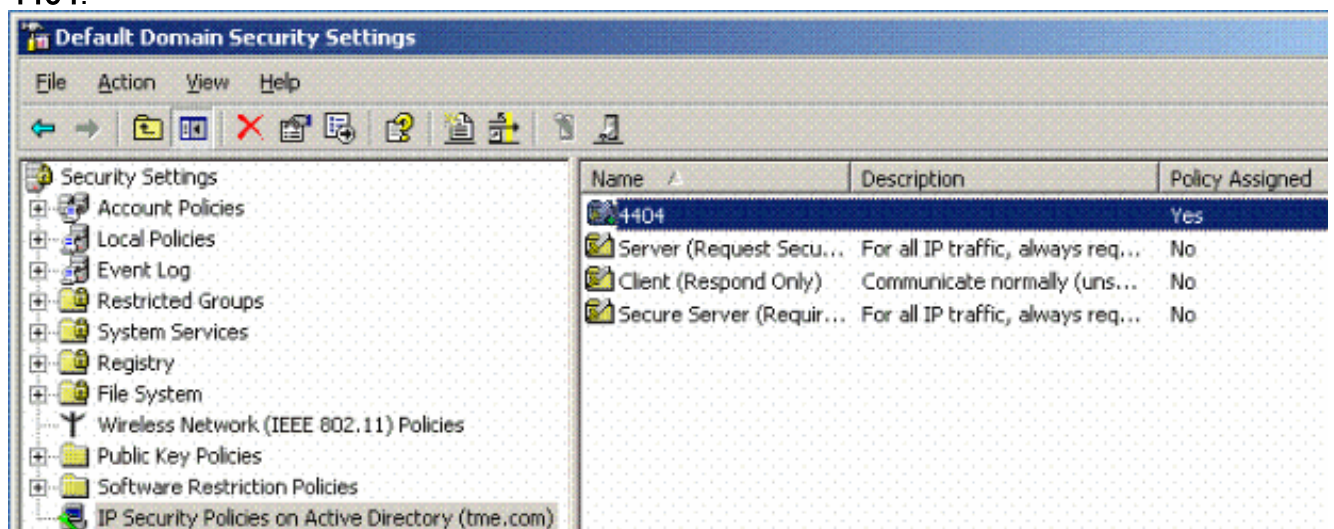 4404.
Default Domain Security Settings
File Action View Help
Security Settings
Account Policies
Local Policies
Event Log
Restricted Groups
System Services
Registry
File System
Wireless Network (IEEE 802.11) Policies
Public Key Policies
Software Restriction Policies
IP Security Policies on Active Directory (tme.com)
Name Description Policy Assigned
4404 Yes
Server (Request Secu... For all IP traffic, always req... No
Client (Respond Only) Communicate normally (uns... No
Secure Server (Requir... For all IP traffic, always req... No